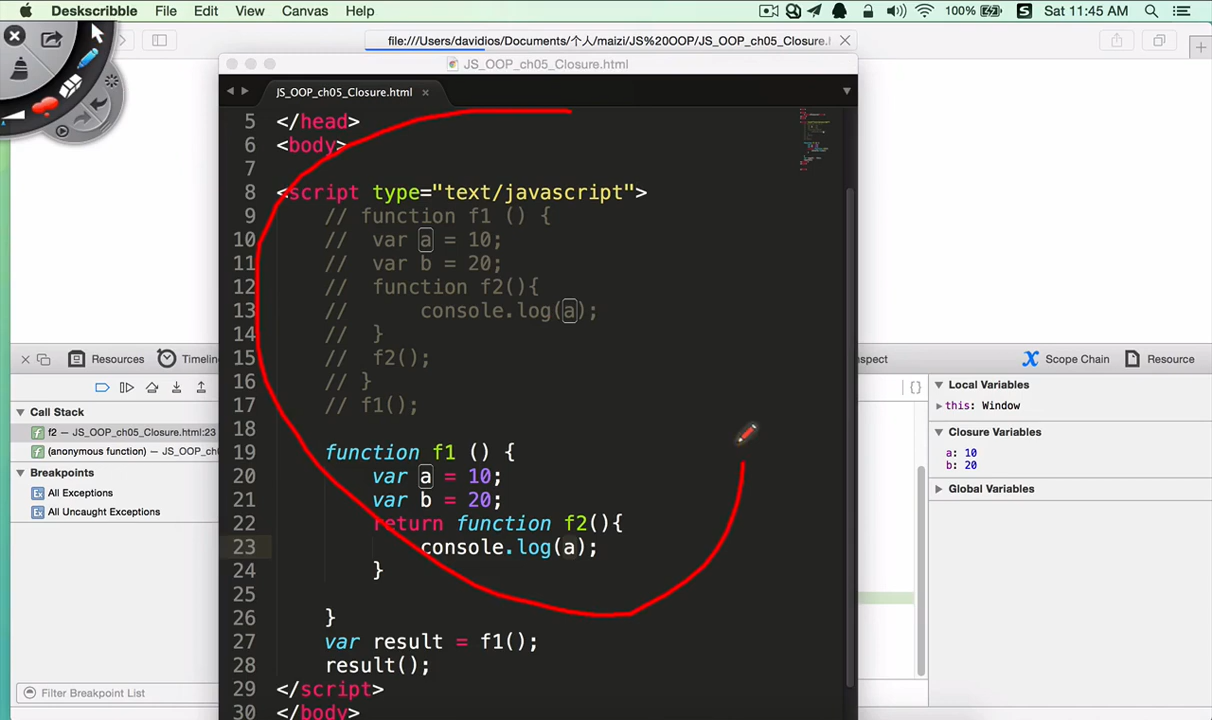 Deskscribble File Edit View Canvas Help 100% Sat 11:45 AM
file:///Users/davidios/Documents/个人/maizi/JS%20OOP/JS_OOP_ch05_Closure.h
JS_OOP_ch05_Closure.html
JS_OOP_ch05_Closure.html ×
5 </head>
6 <body>
7
8 <script type="text/javascript">
9 // function f1 () {
10 // var a = 10;
11 // var b = 20;
12 // function f2(){
13 // console.log(a);
14 // }
15 // f2();
16 // }
17 // f1();
18
19 function f1 () {
20 var a = 10;
21 var b = 20;
22 return function f2(){
23 console.log(a);
24 }
25
26 }
27 var result = f1();
28 result();
29 </script>
30 </body>
Resources Timelin
Call Stack
f2 — JS_OOP_ch05_Closure.html:23
(anonymous function) — JS_OOP_ch05_Closu
Breakpoints
All Exceptions
All Uncaught Exceptions
Filter Breakpoint List
spect Scope Chain Resource
Local Variables
this: Window
Closure Variables
a: 10
b: 20
Global Variables